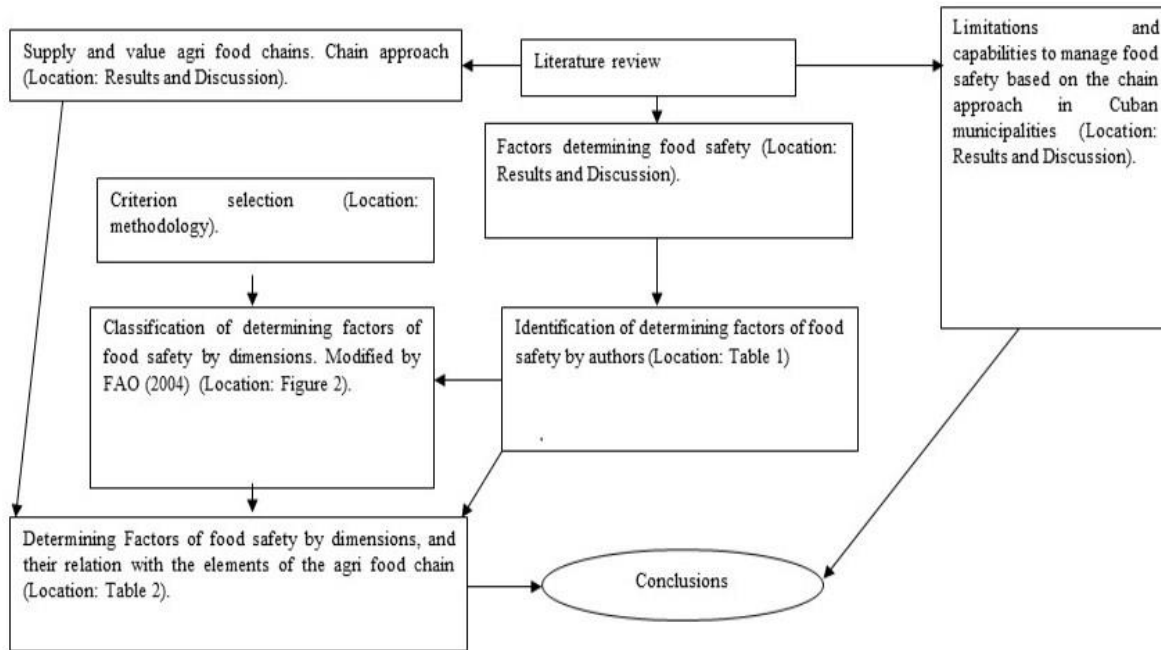 Supply and value agri food chains. Chain approach
(Location: Results and Discussion).
Literature review
Limitations and
capabilities to manage food
safety based on the chain
approach in Cuban
municipalities (Location:
Results and Discussion).
Factors determining food safety (Location:
Results and Discussion).
Criterion selection (Location:
methodology).
Classification of determining factors of
food safety by dimensions. Modified by
FAO (2004) (Location: Figure 2).
Identification of determining factors of food
safety by authors (Location: Table 1)
Determining Factors of food safety by dimensions, and
their relation with the elements of the agri food chain
(Location: Table 2).
Conclusions